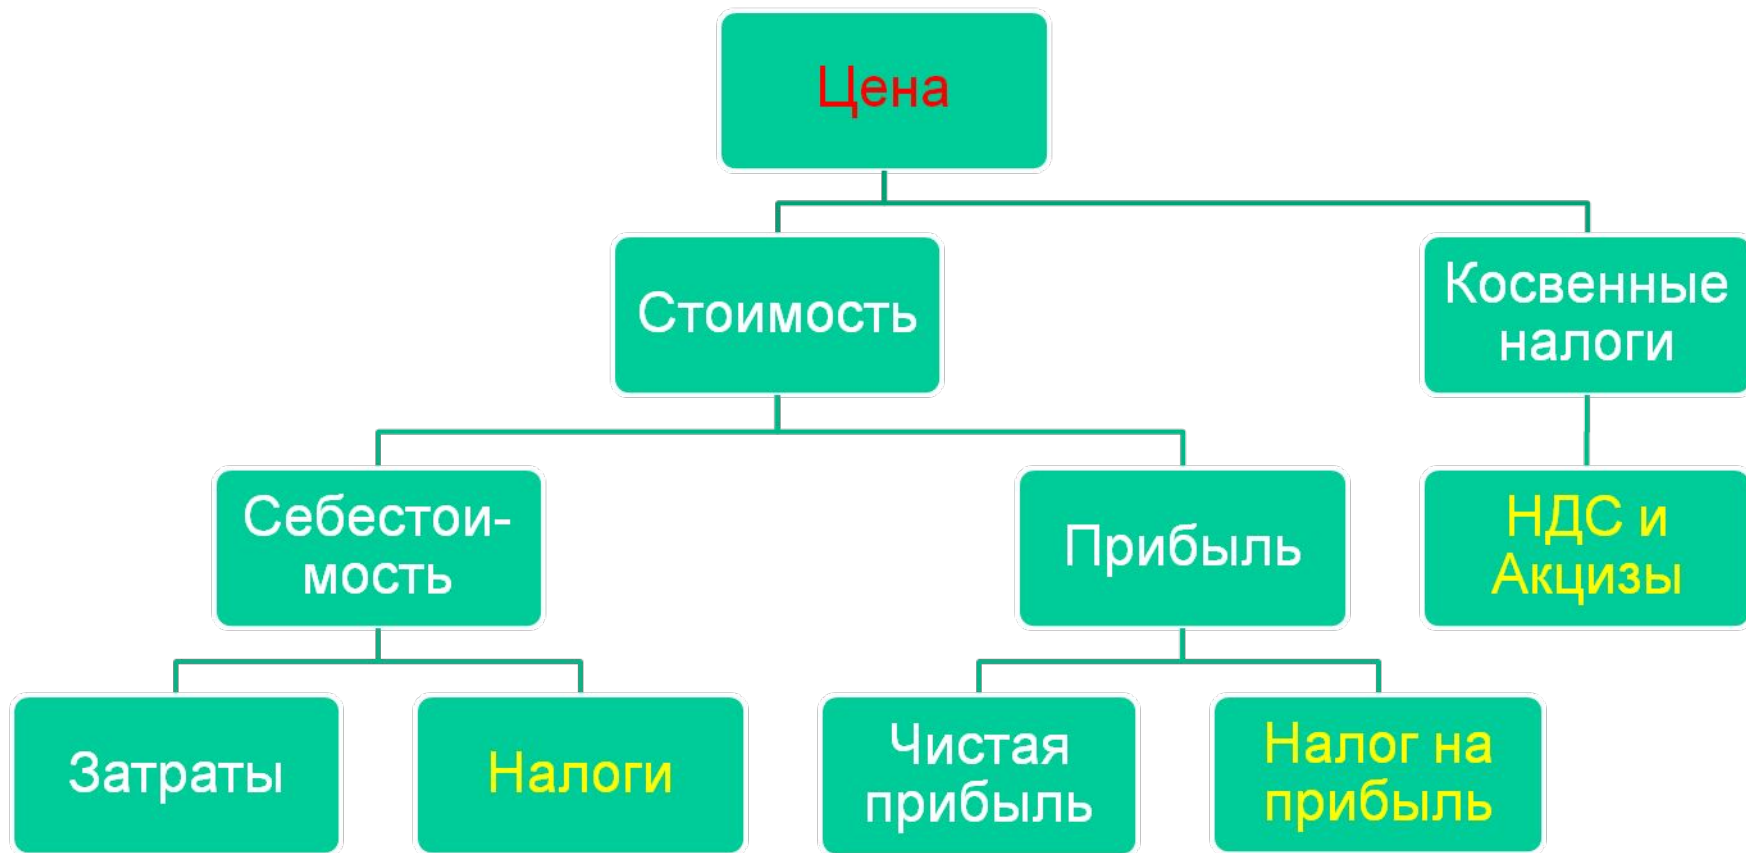 Цена
Стоимость
Косвенные
налоги
Себестои-
мость
Прибыль
НДС и
Акцизы
Затраты
Налоги
Чистая
прибыль
Налог на
прибыль